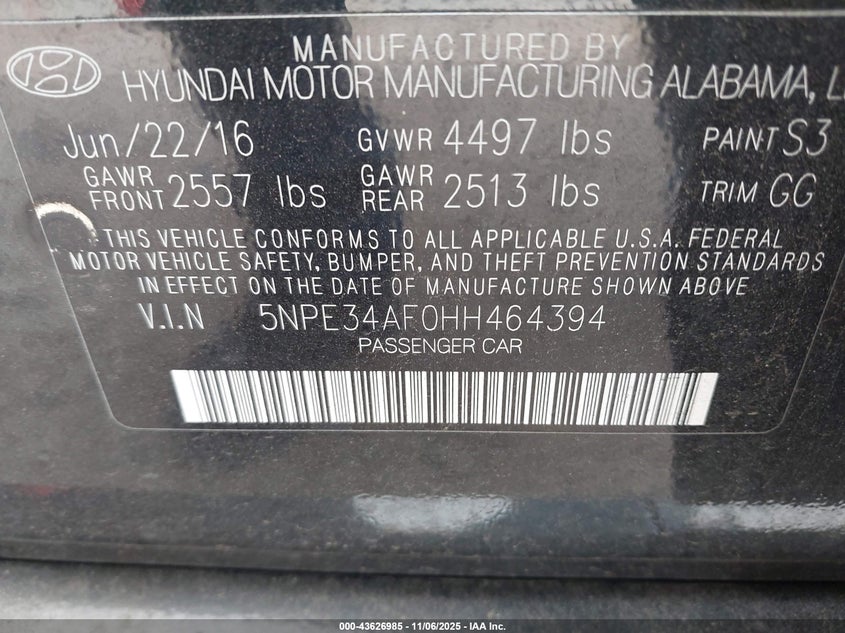 MANUFACTURED BY
HYUNDAI MOTOR MANUFACTURING ALABAMA,
Jun/22/16 GVWR 4497 lbs PAINT S3
GAWR FRONT 2557 lbs GAWR REAR 2513 lbs TRIM GG
THIS VEHICLE CONFORMS TO ALL APPLICABLE U.S.A. FEDERAL
MOTOR VEHICLE SAFETY, BUMPER, AND THEFT PREVENTION STANDARDS
IN EFFECT ON THE DATE OF MANUFACTURE SHOWN ABOVE
V.I.N 5NPE34AF0HH464394
PASSENGER CAR
000-43626985 - 11/06/2025 - IAA Inc.